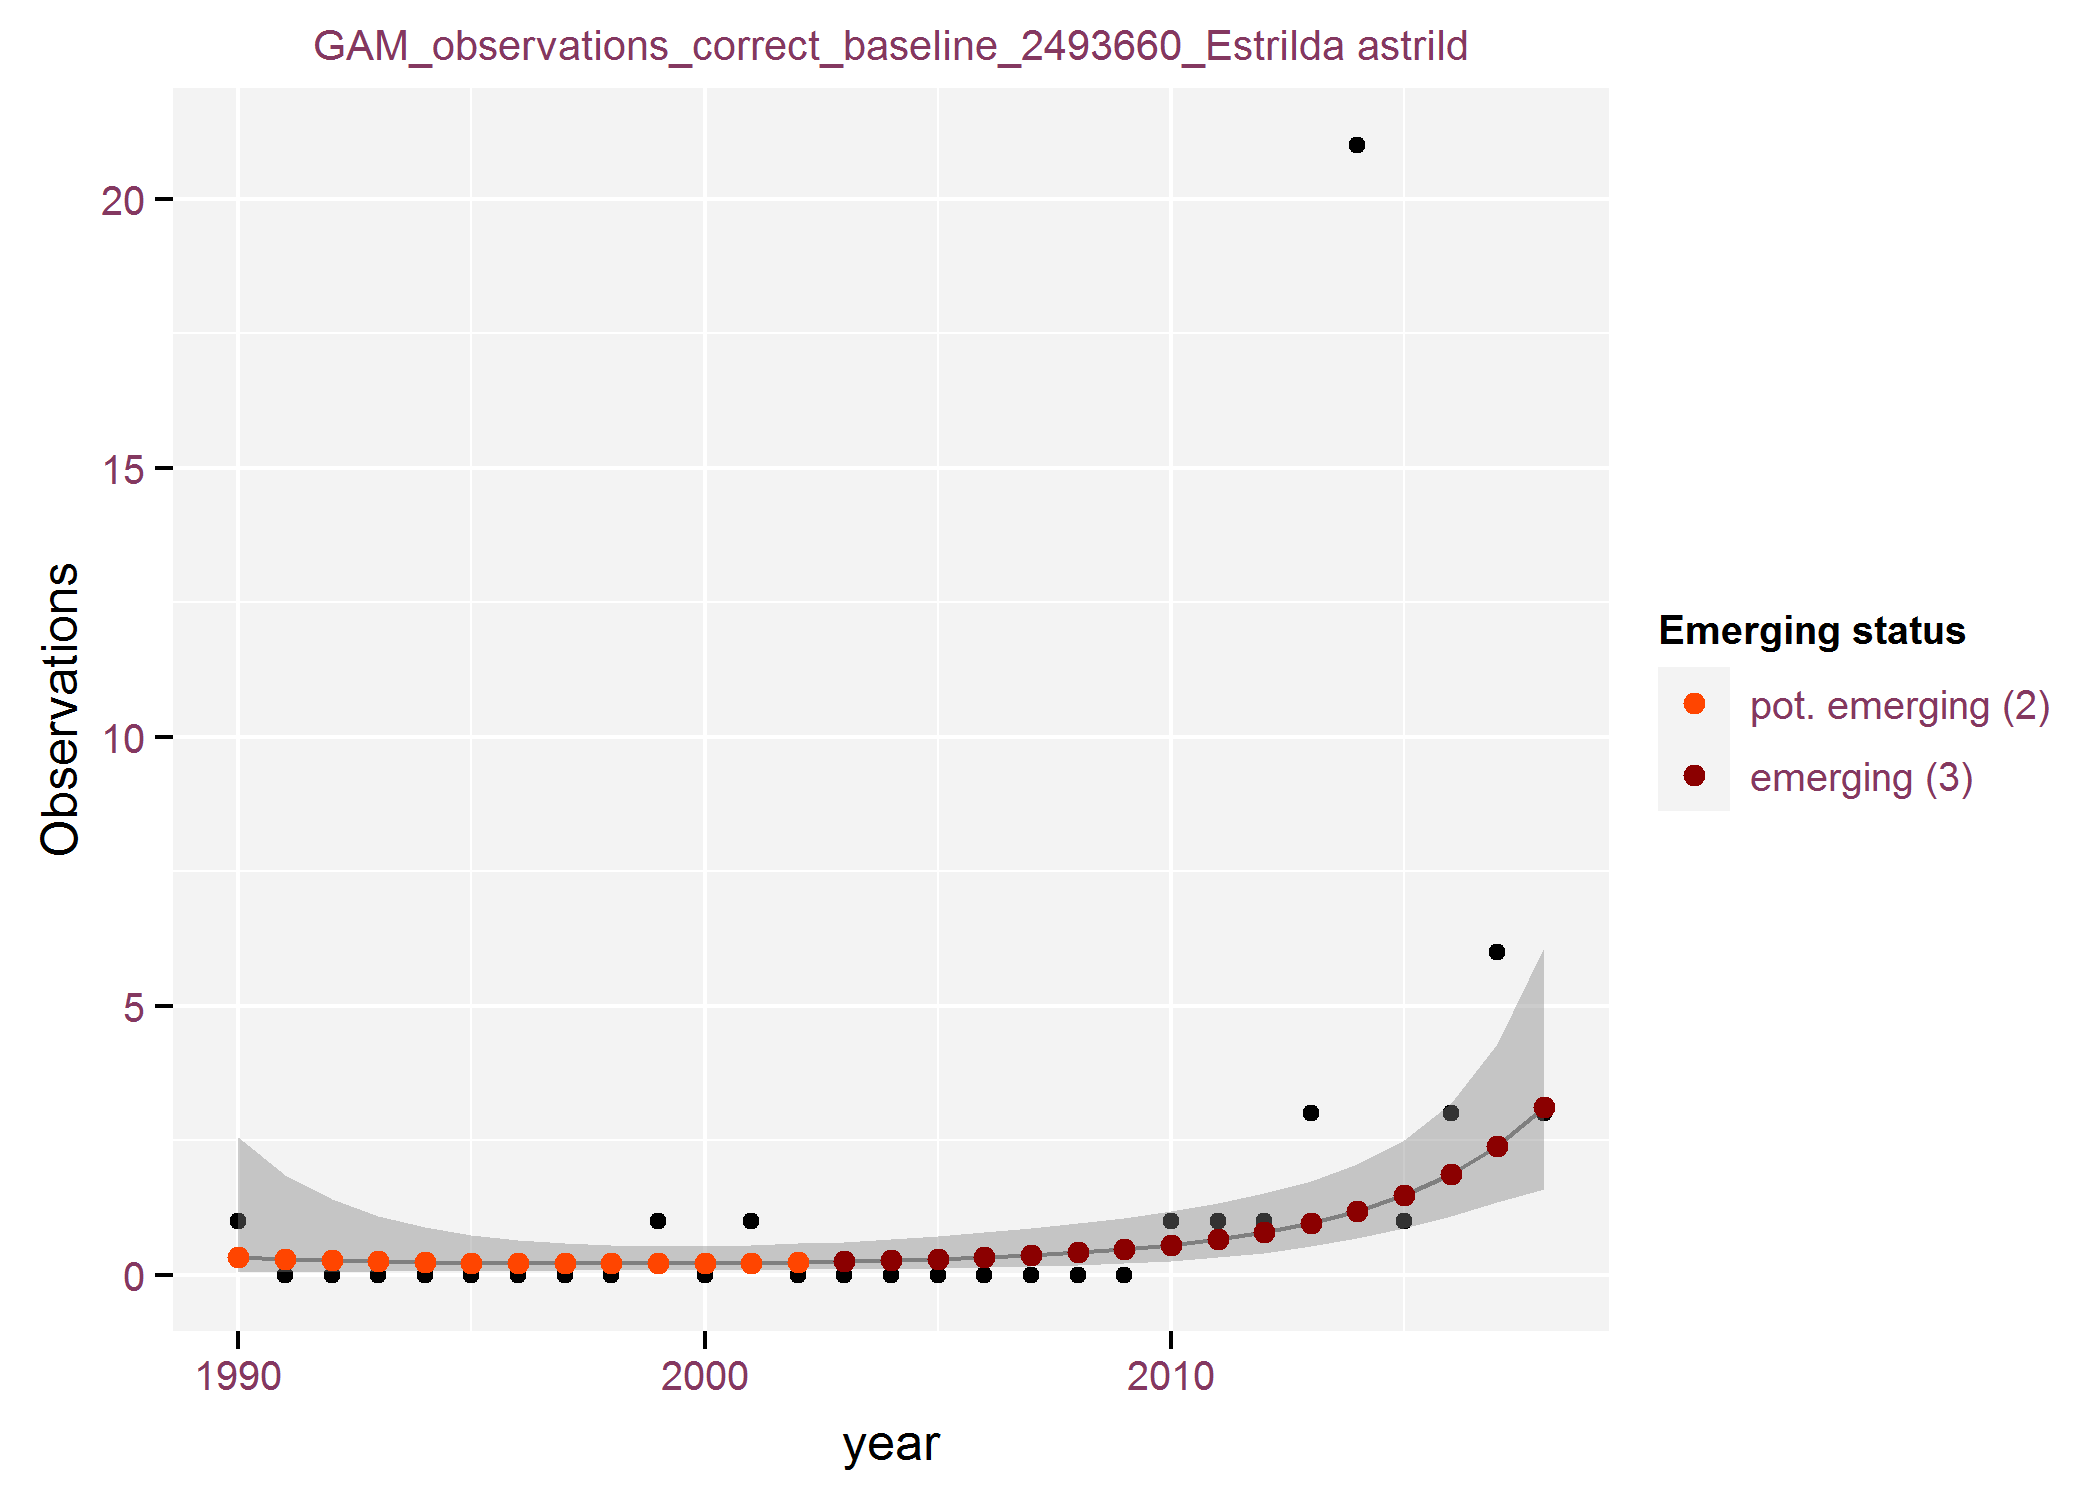 GAM_observations_correct_baseline_2493660_Estrilda astrild
20
15
10
5
0
Observations
1990 2000 2010
year
Emerging status
pot. emerging (2)
emerging (3)